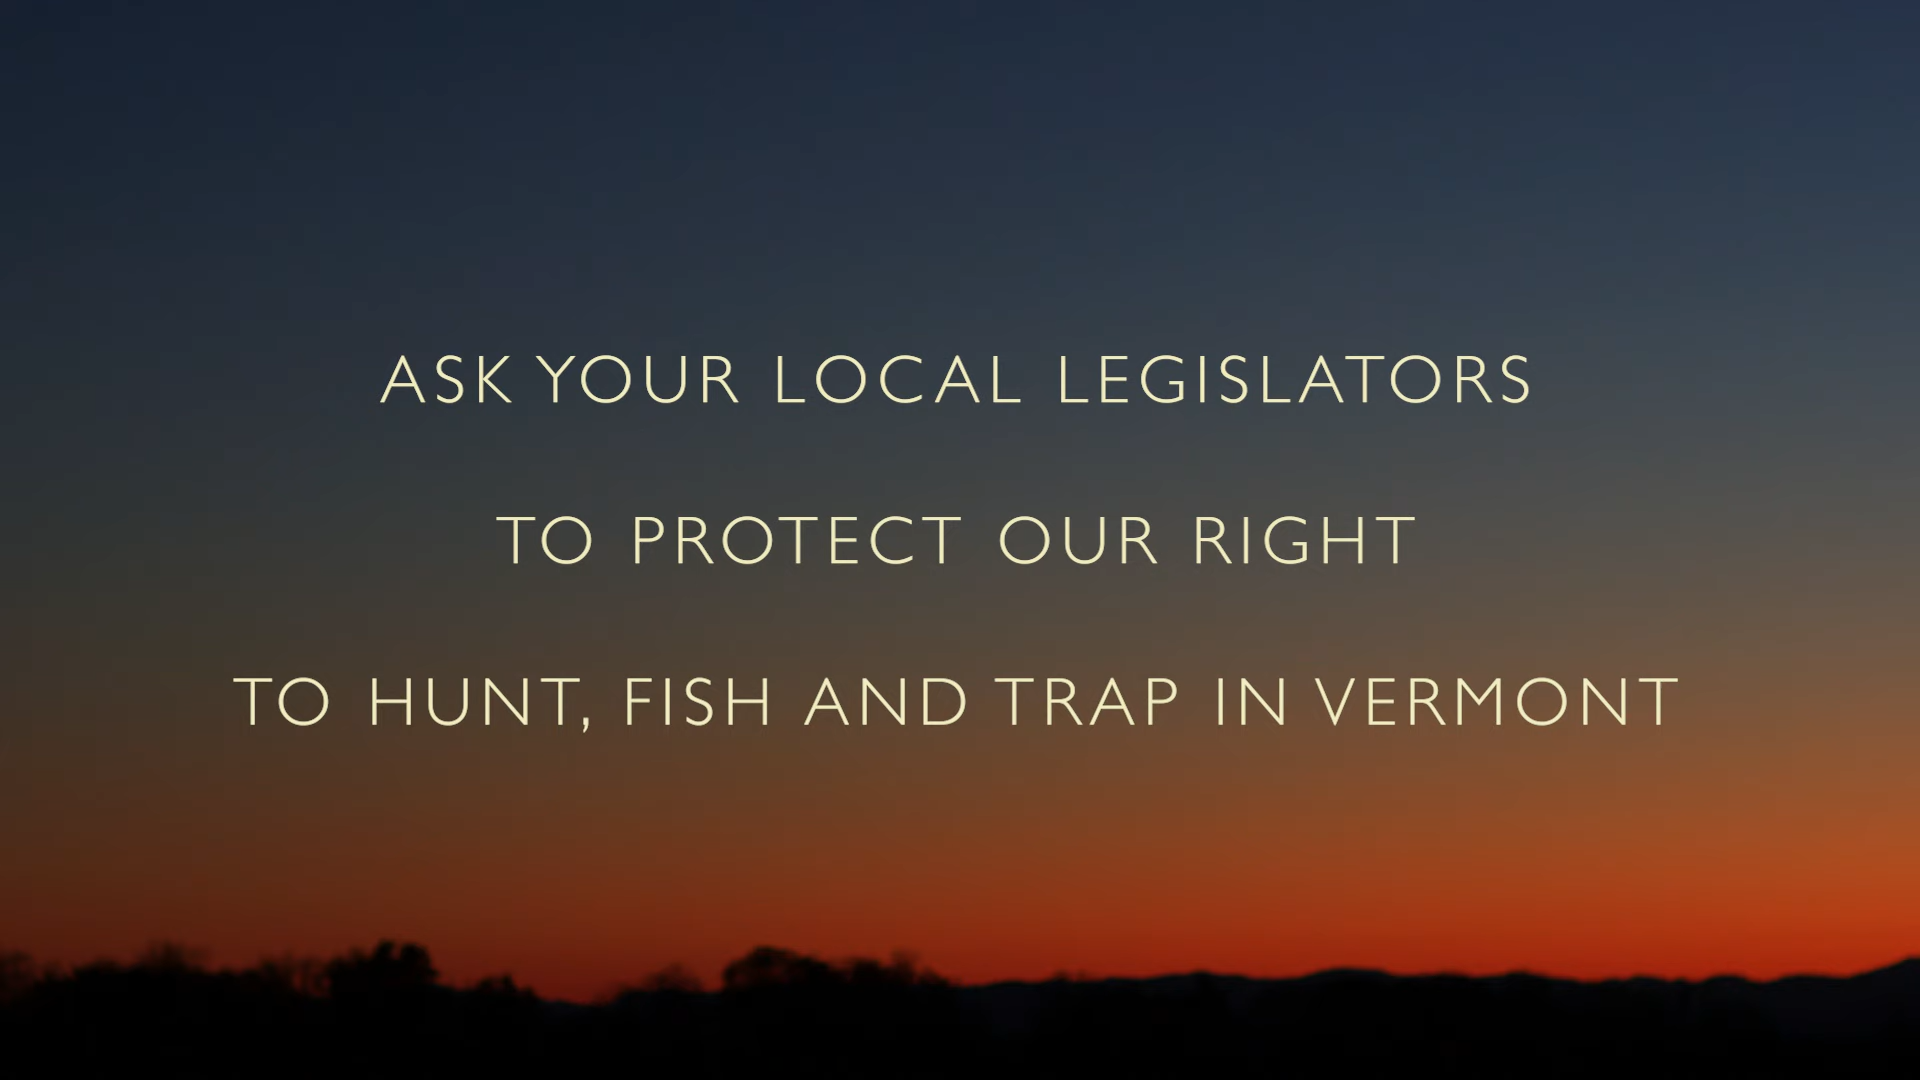 ASK YOUR LOCAL LEGISLATORS
TO PROTECT OUR RIGHT
TO HUNT, FISH AND TRAP IN VERMONT